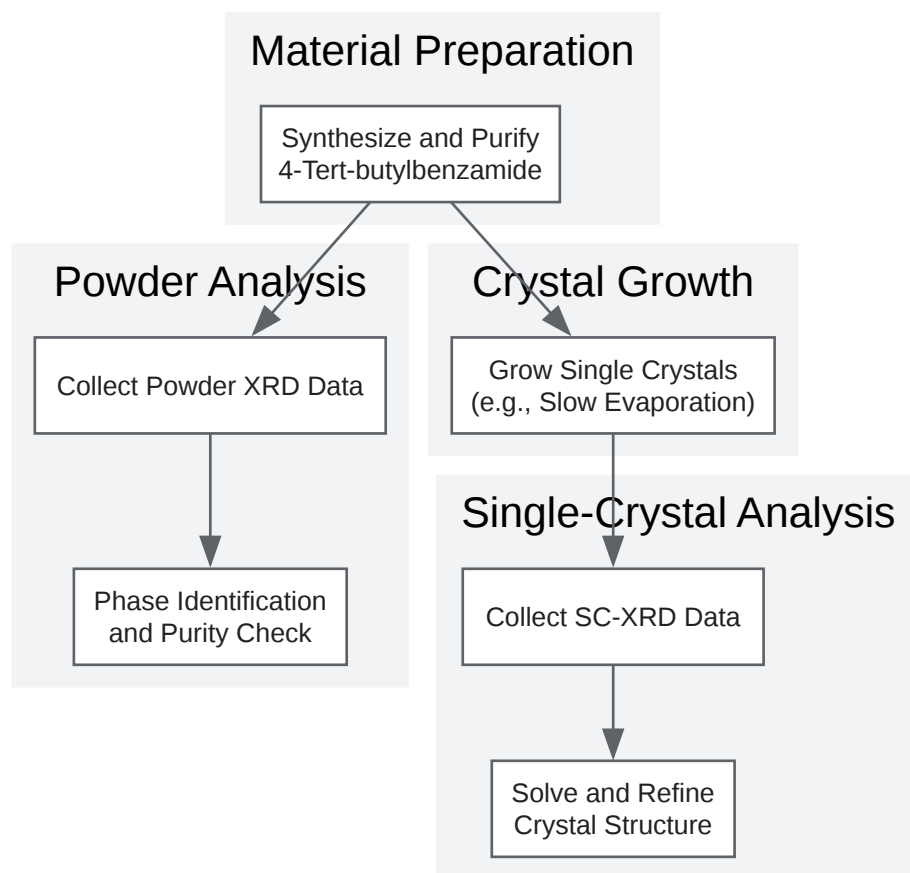 Material Preparation
Synthesize and Purify
4-Tert-butylbenzamide
Powder Analysis
Collect Powder XRD Data
Phase Identification
and Purity Check
Crystal Growth
Grow Single Crystals
(e.g., Slow Evaporation)
Single-Crystal Analysis
Collect SC-XRD Data
Solve and Refine
Crystal Structure